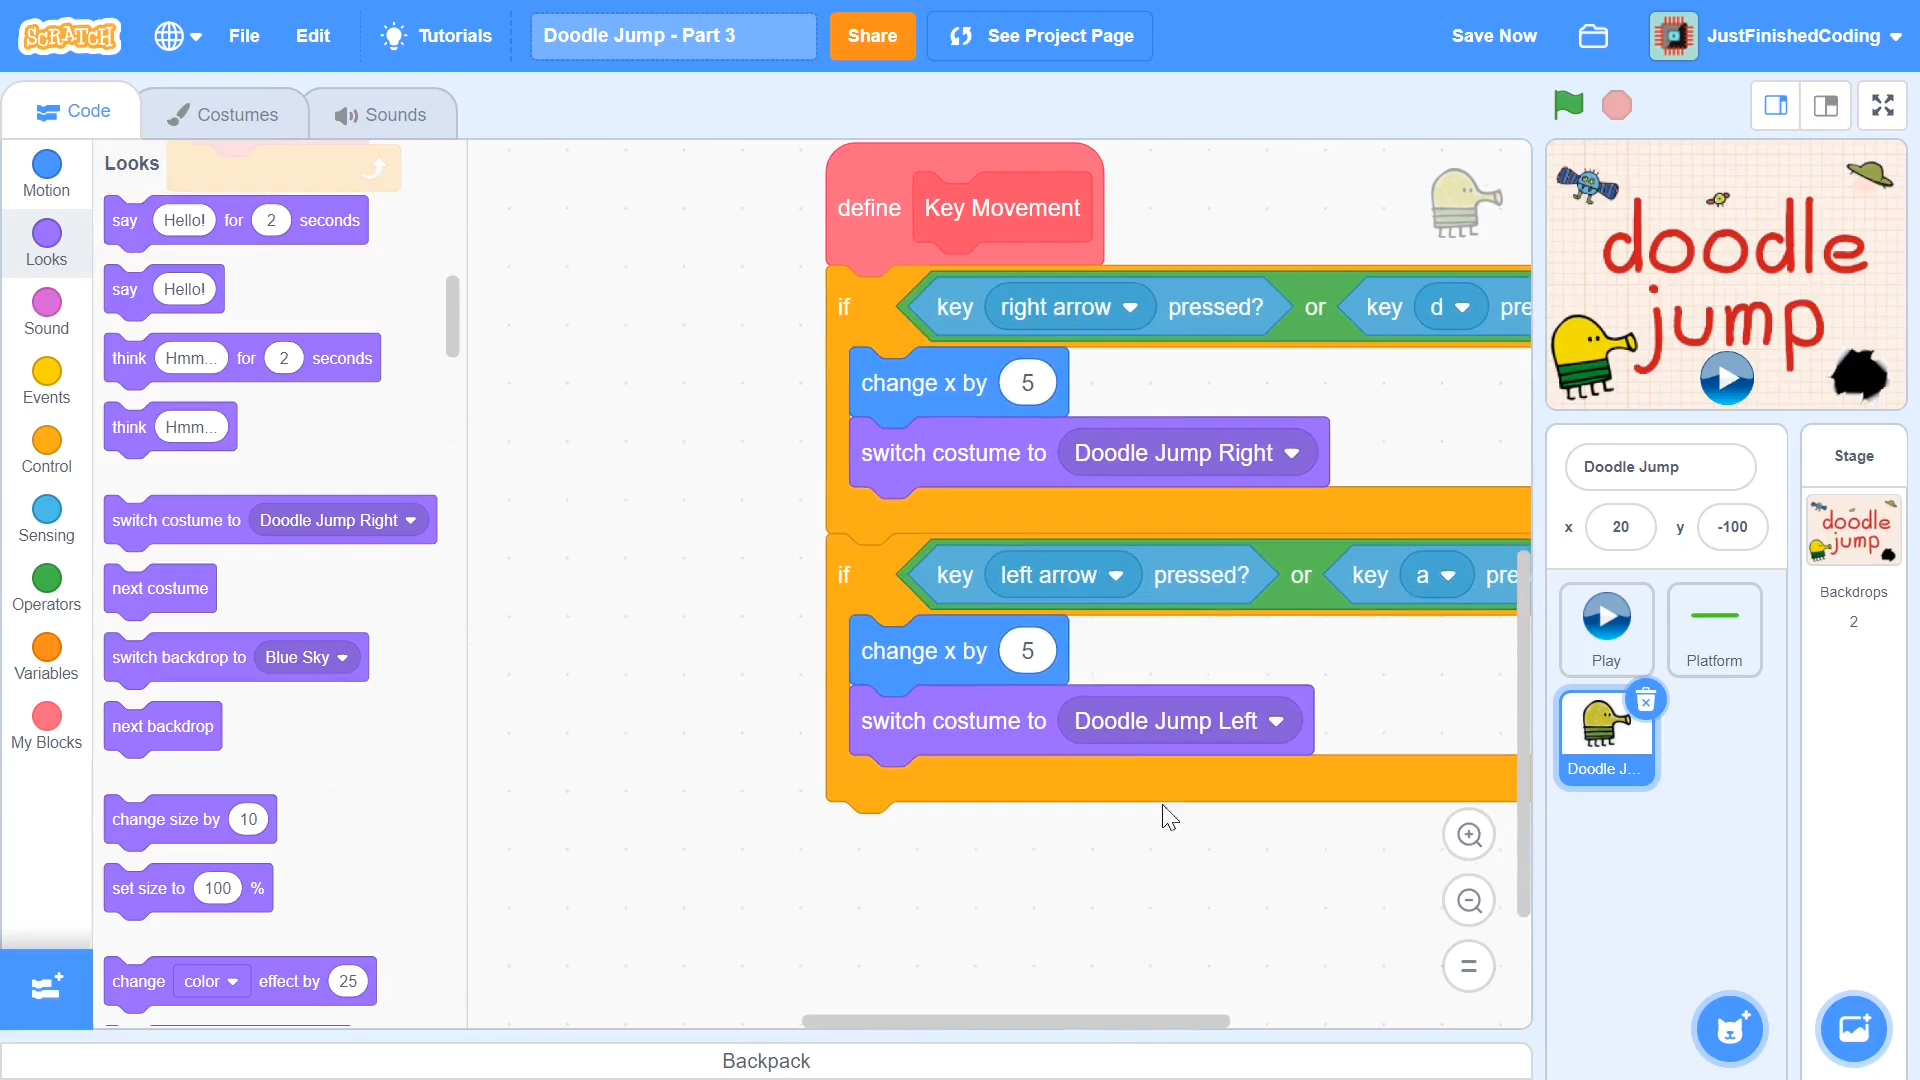 SCRATCH
File
Edit
Tutorials
Doodle Jump - Part 3
Share
See Project Page
Save Now
JustFinishedCoding
Code
Costumes
Sounds
Motion
Looks
Sound
Events
Control
Sensing
Operators
Variables
My Blocks
Looks
say Hello! for 2 seconds
say Hello!
think Hmm... for 2 seconds
think Hmm...
switch costume to Doodle Jump Right
next costume
switch backdrop to Blue Sky
next backdrop
change size by 10
set size to 100 %
change color effect by 25
define Key Movement
if key right arrow pressed? or key d pre
change x by 5
switch costume to Doodle Jump Right
if key left arrow pressed? or key a pre
change x by 5
switch costume to Doodle Jump Left
doodle
jump
Doodle Jump
x 20 y -100
Play
Platform
Doodle J...
Stage
doodle
jump
Backdrops
2
Backpack